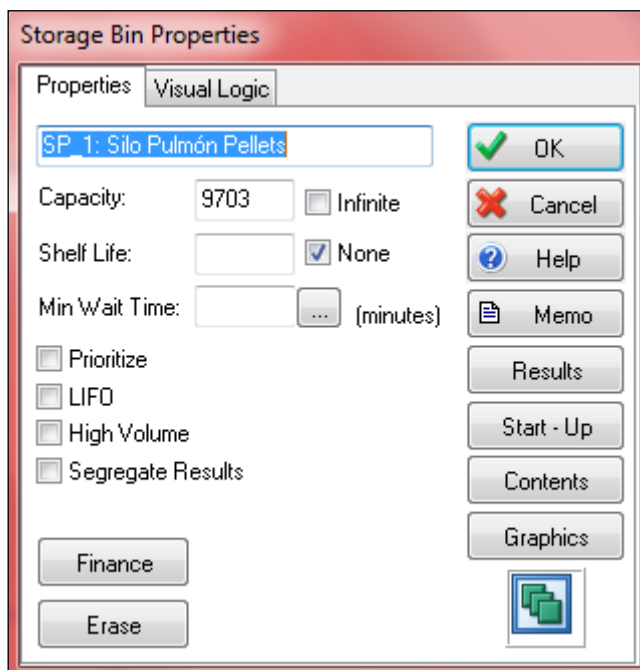 Storage Bin Properties
Properties Visual Logic
SP_1: Silo Pulmón Pellets
OK
Capacity: 9703 Infinite
Cancel
Shelf Life: None
Help
Min Wait Time: ... (minutes)
Memo
Prioritize
Results
LIFO
High Volume
Start - Up
Segregate Results
Contents
Graphics
Finance
Erase